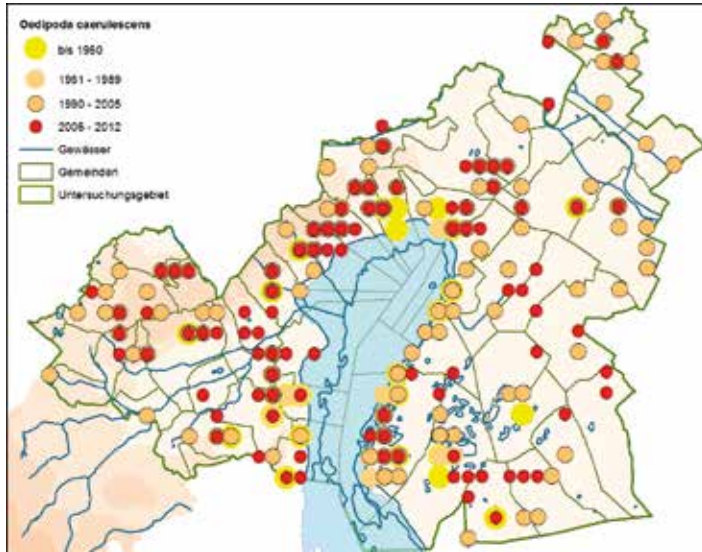 Oedipoda caerulescens
bis 1960
1961 - 1989
1990 - 2005
2006 - 2012
Gewässer
Gemeinden
Untersuchungsgebiet